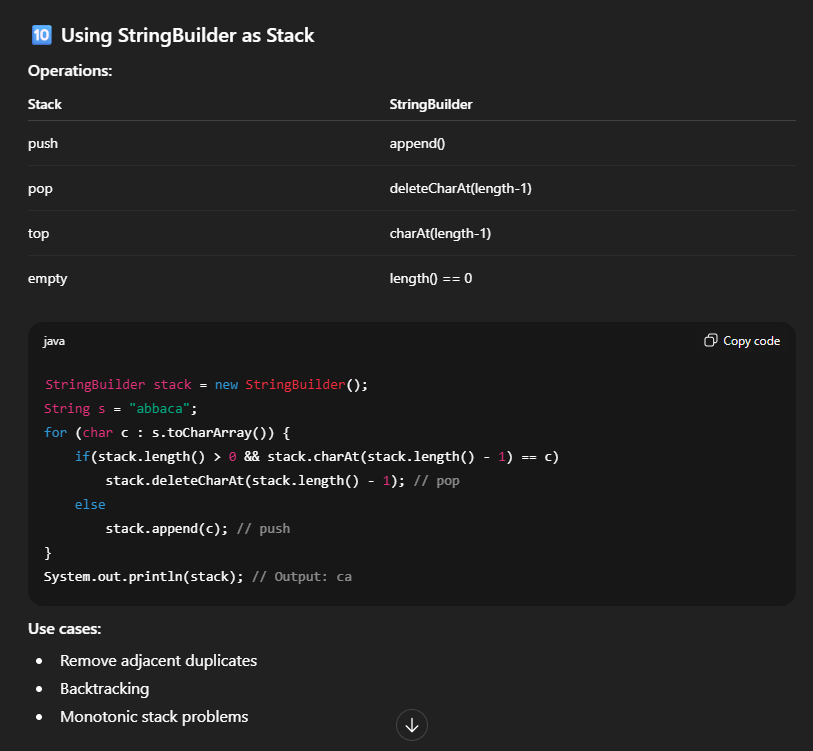 🔟 Using StringBuilder as Stack
Operations:
Stack StringBuilder
push append()
pop deleteCharAt(length-1)
top charAt(length-1)
empty length() == 0
java Copy code
StringBuilder stack = new StringBuilder();
String s = "abbaca";
for (char c : s.toCharArray()) {
    if(stack.length() > 0 && stack.charAt(stack.length() - 1) == c)
        stack.deleteCharAt(stack.length() - 1); // pop
    else
        stack.append(c); // push
}
System.out.println(stack); // Output: ca
Use cases:
• Remove adjacent duplicates
• Backtracking
• Monotonic stack problems